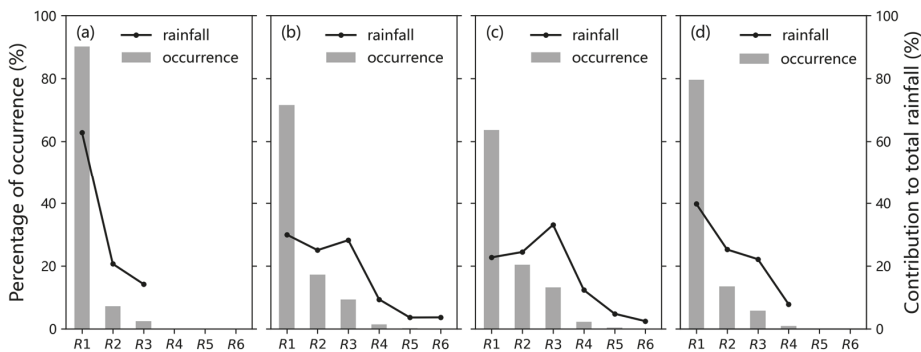 100 (a) (b) (c) (d) 100
rainfall rainfall rainfall rainfall
occurrence occurrence occurrence occurrence
80 80
60 60
40 40
20 20
0 0
R1 R2 R3 R4 R5 R6 R1 R2 R3 R4 R5 R6 R1 R2 R3 R4 R5 R6 R1 R2 R3 R4 R5 R6
Percentage of occurrence (%)
Contribution to total rainfall (%)